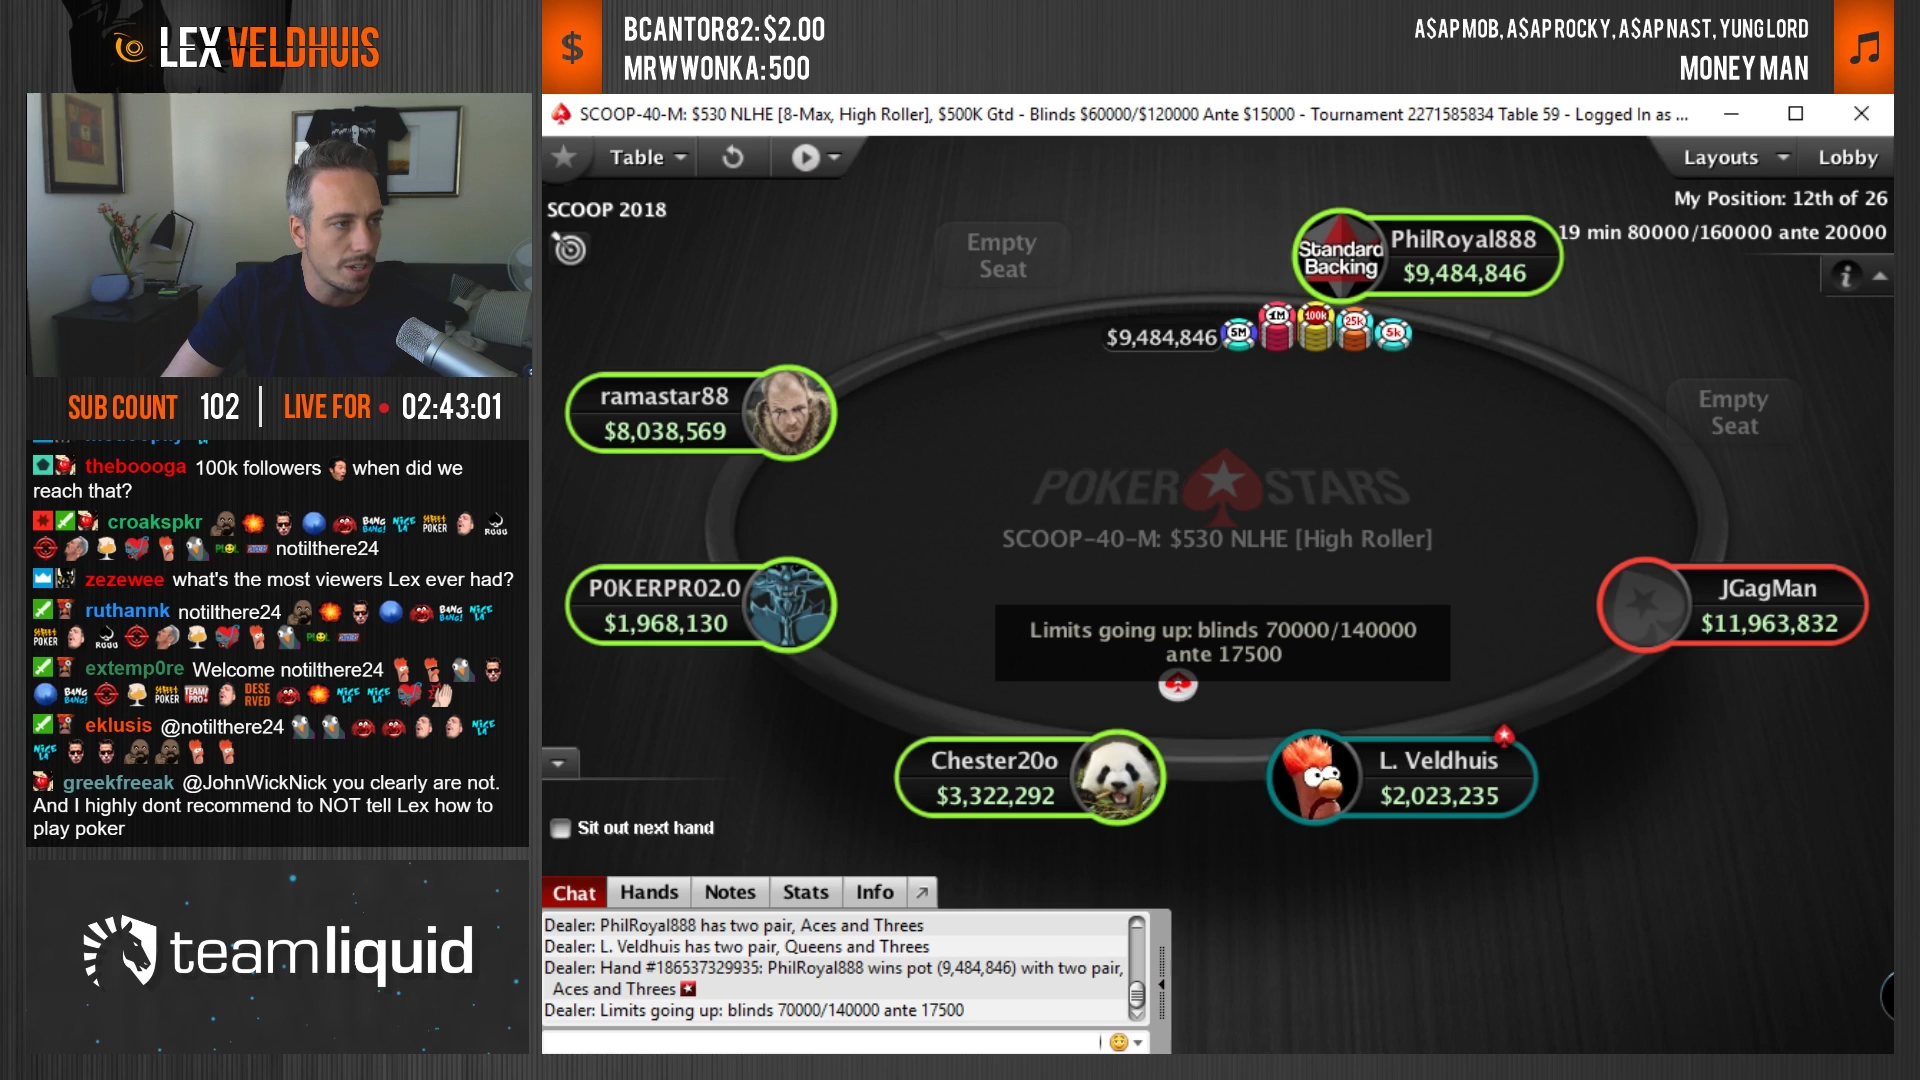 LEX VELDHUIS
$
BCANTOR82: $2.00
MRWWONKA: 500
A$AP MOB, A$AP ROCKY, A$AP NAST, YUNG LORD
MONEY MAN
SUB COUNT 102 | LIVE FOR • 02:43:01
theboooga 100k followers when did we
reach that?
croakspkr
notilthere24
zezewee what's the most viewers Lex ever had?
ruthannk notilthere24
extemp0re Welcome notilthere24
eklusis @notilthere24
greekfreeak @JohnWickNick you clearly are not.
And I highly dont recommend to NOT tell Lex how to
play poker
teamliquid
SCOOP-40-M: $530 NLHE [8-Max, High Roller], $500K Gtd - Blinds $60000/$120000 Ante $15000 - Tournament 2271585834 Table 59 - Logged In as ...
Table
Layouts
Lobby
SCOOP 2018
My Position: 12th of 26
19 min 80000/160000 ante 20000
Empty
Seat
Standard
Backing
PhilRoyal888
$9,484,846
$9,484,846
5M
1M
100k
25k
5k
ramastar88
$8,038,569
Empty
Seat
POKER STARS
SCOOP-40-M: $530 NLHE [High Roller]
P0KERPR02.0
$1,968,130
JGagMan
$11,963,832
Limits going up: blinds 70000/140000
ante 17500
Chester20o
$3,322,292
L. Veldhuis
$2,023,235
Sit out next hand
Chat
Hands
Notes
Stats
Info
Dealer: PhilRoyal888 has two pair, Aces and Threes
Dealer: L. Veldhuis has two pair, Queens and Threes
Dealer: Hand #186537329935: PhilRoyal888 wins pot (9,484,846) with two pair,
Aces and Threes
Dealer: Limits going up: blinds 70000/140000 ante 17500